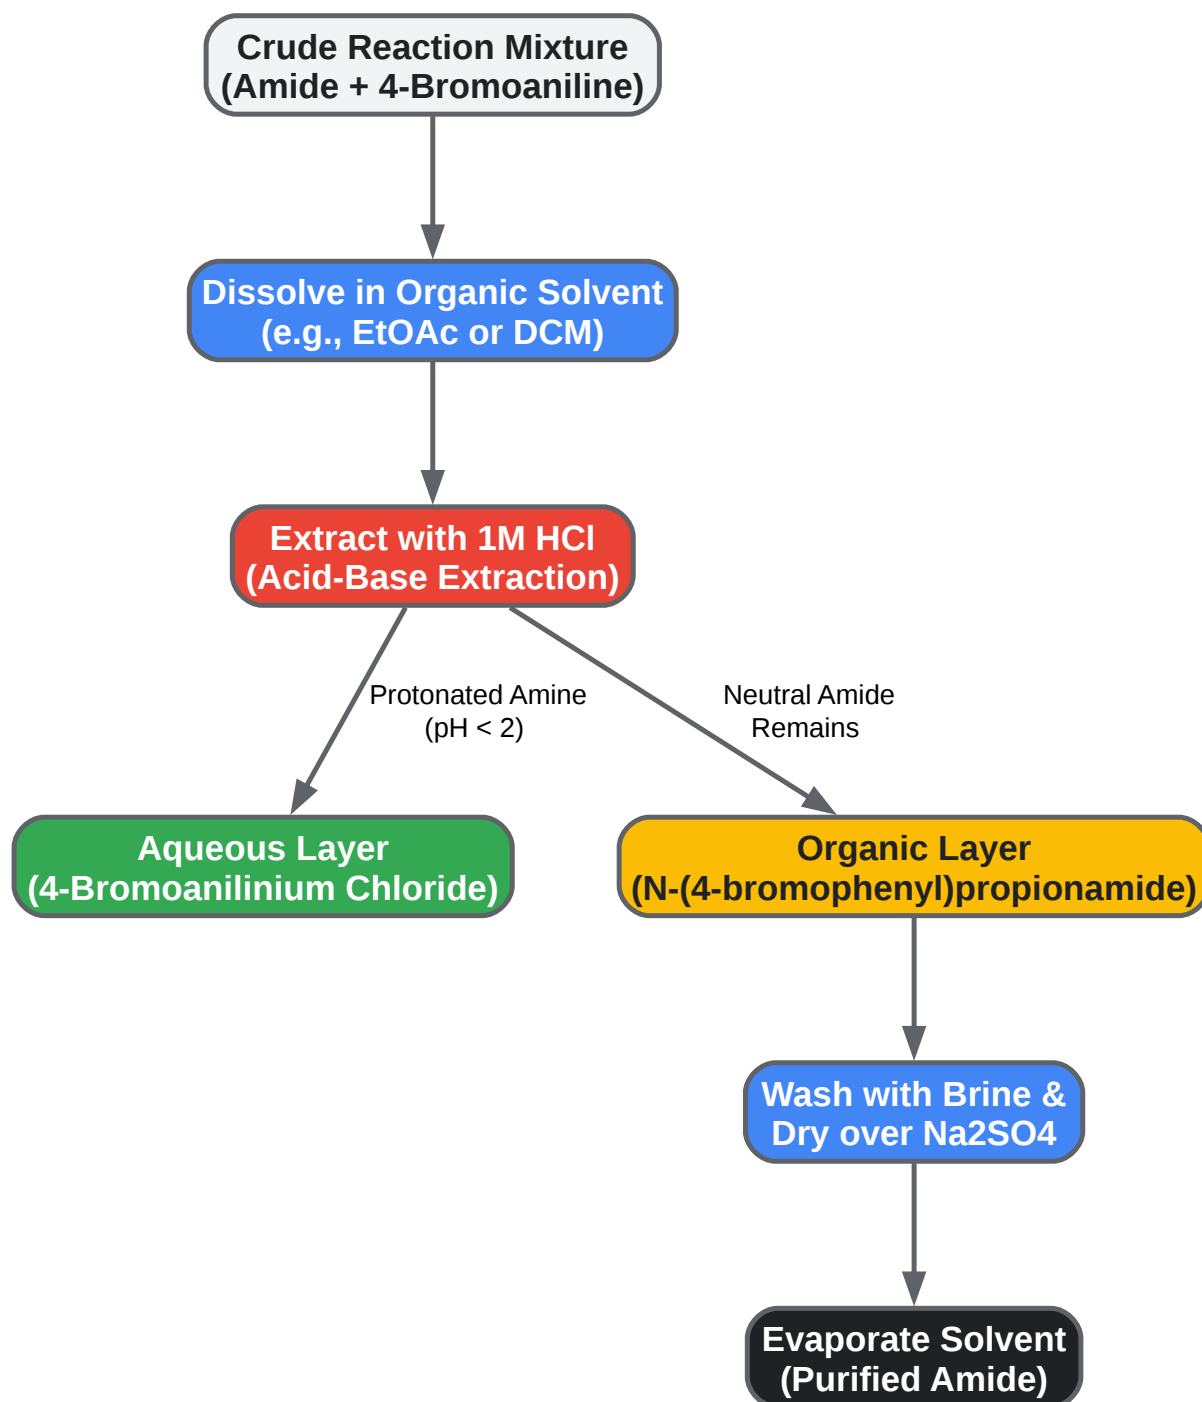 Crude Reaction Mixture
(Amide + 4-Bromoaniline)
Dissolve in Organic Solvent
(e.g., EtOAc or DCM)
Extract with 1M HCl
(Acid-Base Extraction)
Protonated Amine
(pH < 2)
Neutral Amide
Remains
Aqueous Layer
(4-Bromoanilinium Chloride)
Organic Layer
(N-(4-bromophenyl)propionamide)
Wash with Brine &
Dry over Na2SO4
Evaporate Solvent
(Purified Amide)